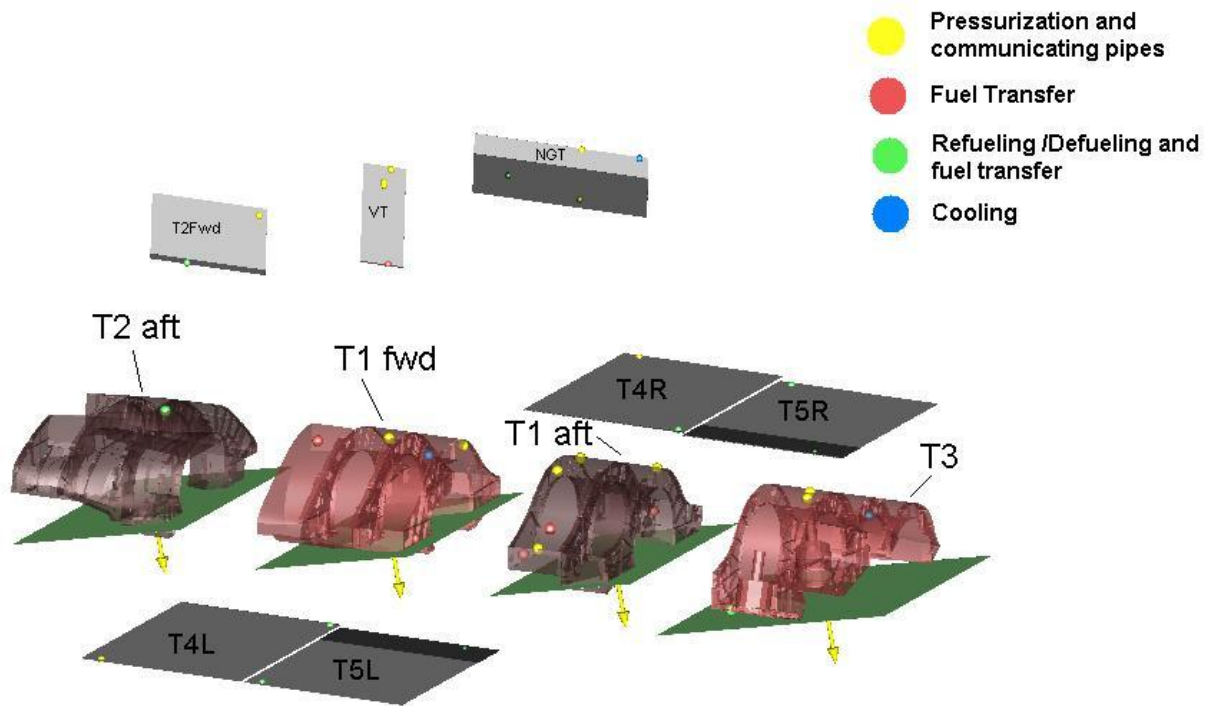 Pressurization and
communicating pipes
Fuel Transfer
Refueling /Defueling and
fuel transfer
Cooling
NGT
VT
T2Fwd
T2 aft
T1 fwd
T4R
T5R
T1 aft
T3
T4L
T5L